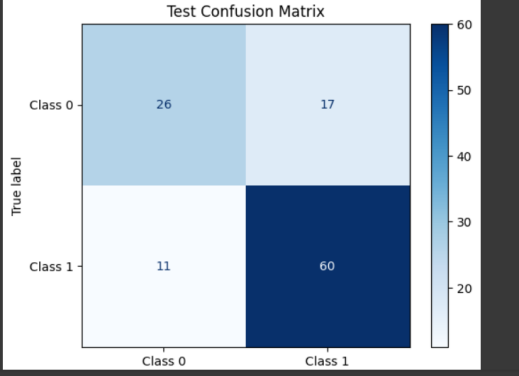 Test Confusion Matrix
True label
Class 0
26
17
Class 1
11
60
Class 0
Class 1
60
50
40
30
20